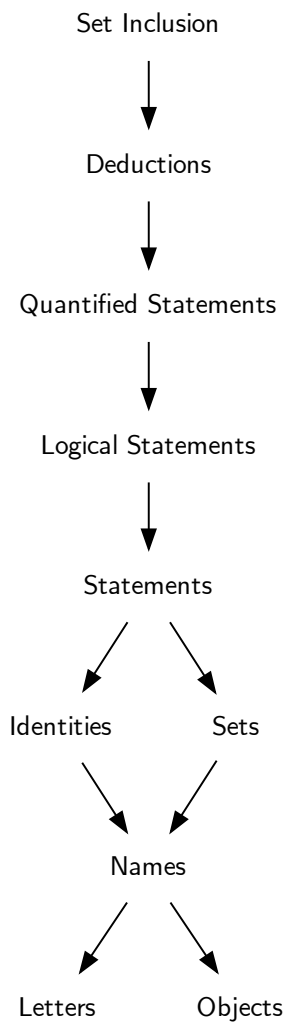 Set Inclusion
Deductions
Quantified Statements
Logical Statements
Statements
Identities
Sets
Names
Letters
Objects